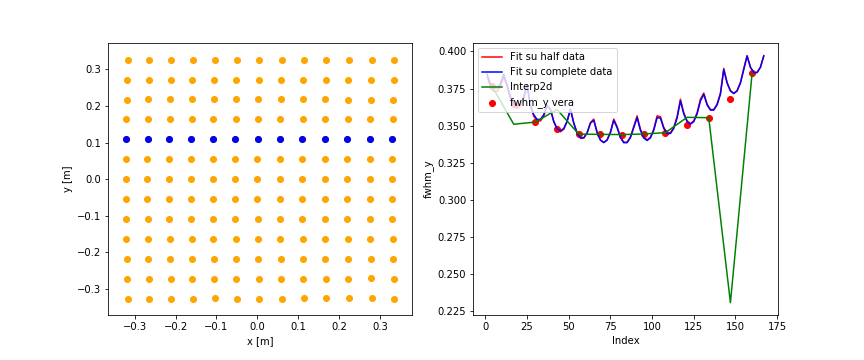 0.3
0.2
0.1
0.0
−0.1
−0.2
−0.3
y [m]
−0.3 −0.2 −0.1 0.0 0.1 0.2 0.3
x [m]
0.400
0.375
0.350
0.325
0.300
0.275
0.250
0.225
fwhm_y
Fit su half data
Fit su complete data
Interp2d
fwhm_y vera
0 25 50 75 100 125 150 175
Index